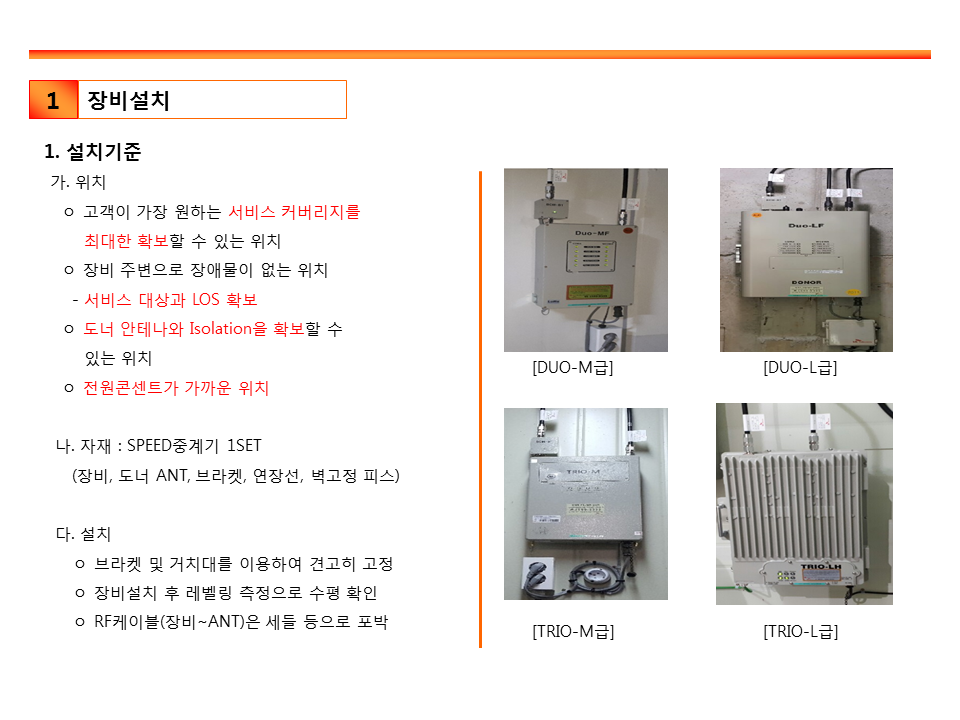 1 장비설치
1. 설치기준
가. 위치
ㅇ 고객이 가장 원하는 서비스 커버리지를
최대한 확보할 수 있는 위치
ㅇ 장비 주변으로 장애물이 없는 위치
- 서비스 대상과 LOS 확보
ㅇ 도너 안테나와 Isolation을 확보할 수
있는 위치
ㅇ 전원콘센트가 가까운 위치
나. 자재 : SPEED중계기 1SET
(장비, 도너 ANT, 브라켓, 연장선, 벽고정 피스)
다. 설치
ㅇ 브라켓 및 거치대를 이용하여 견고히 고정
ㅇ 장비설치 후 레벨링 측정으로 수평 확인
ㅇ RF케이블(장비~ANT)은 세들 등으로 포박
Duo-MF
[DUO-M급]
Duo-LF
DONOR
[DUO-L급]
TRIO-M
[TRIO-M급]
TRIO-LH
[TRIO-L급]